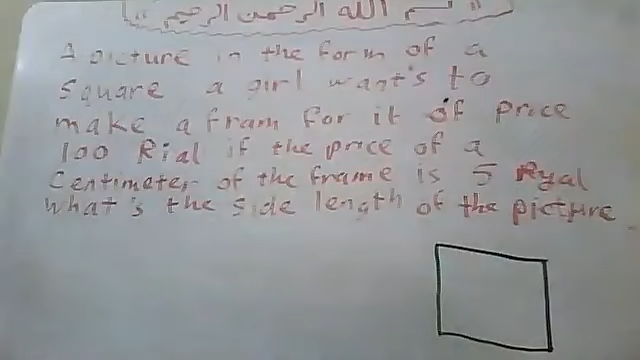 بسم الله الرحمن الرحيم
A picture in the form of a
square a girl want's to
make a fram for it of price
100 Rial if the price of a
Centimeter of the frame is 5 Ryal
what's the side length of the picture